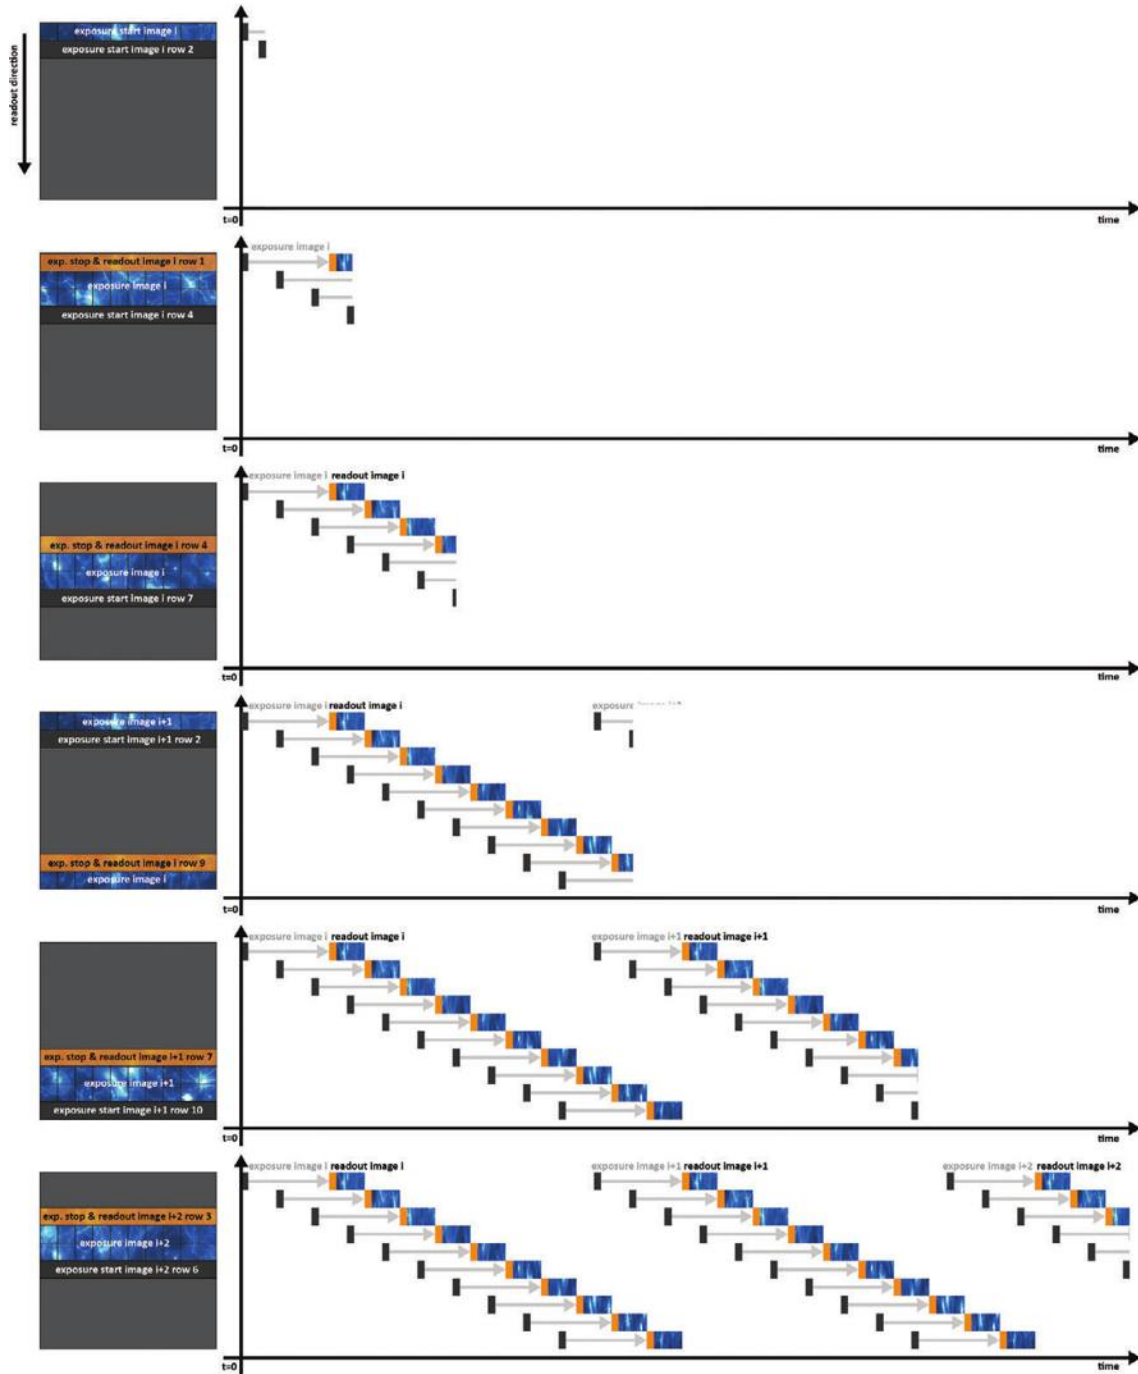 readout direction
exposure start image i
exposure start image i row 2
t=0
time
exp. stop & readout image i row 1
exposure image i
exposure start image i row 4
exposure image i
t=0
time
exp. stop & readout image i row 4
exposure image i
exposure start image i row 7
exposure image i readout image i
t=0
time
exposure image i+1
exposure start image i+1 row 2
exp. stop & readout image i row 9
exposure image i
exposure image i readout image i
t=0
time
exp. stop & readout image i+1 row 7
exposure image i+1
exposure start image i+1 row 10
exposure image i readout image i
exposure image i+1 readout image i+1
t=0
time
exp. stop & readout image i+2 row 3
exposure image i+2
exposure start image i+2 row 6
exposure image i readout image i
exposure image i+1 readout image i+1
exposure image i+2 readout image i+2
t=0
time